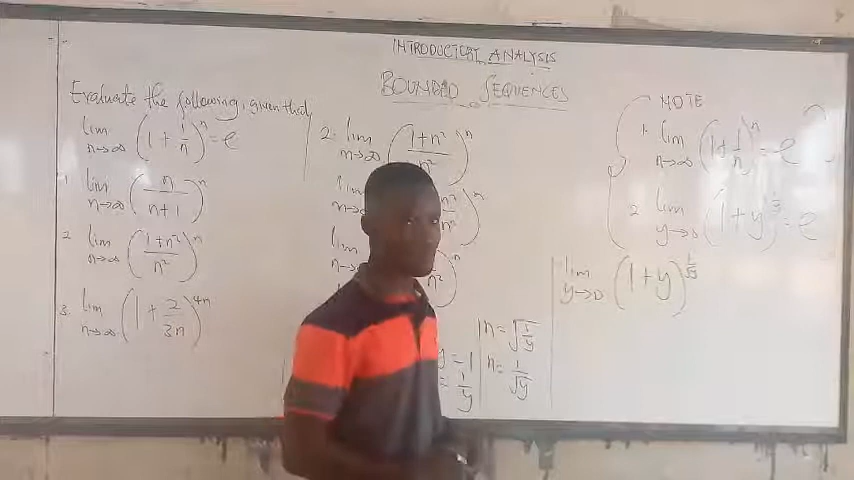 INTRODUCTORY ANALYSIS
BOUNDED SEQUENCES
Evaluate the following, given that
lim n→∞ (1 + 1/n)^n = e
1. lim n→∞ (n/(n+1))^n
2. lim n→∞ ((1+n²)/n²)^n
3. lim n→∞ (1 + 2/3n)^4n
2. lim n→∞ ((1+n²)/n²)^n
lim
lim
n = √(1/y)
n = 1/√y
NOTE
1. lim n→∞ (1 + 1/n)^n = e
2. lim y→0 (1 + y)^(1/y) = e
lim y→0 (1 + y)^(1/√y)